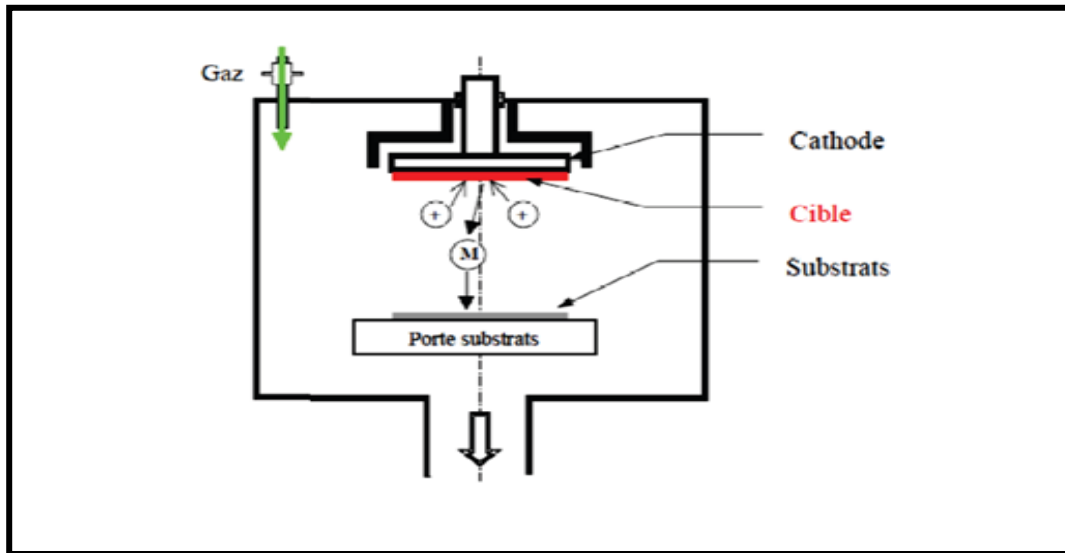 Gaz
Cathode
+
+
Cible
M
Substrats
Porte substrats